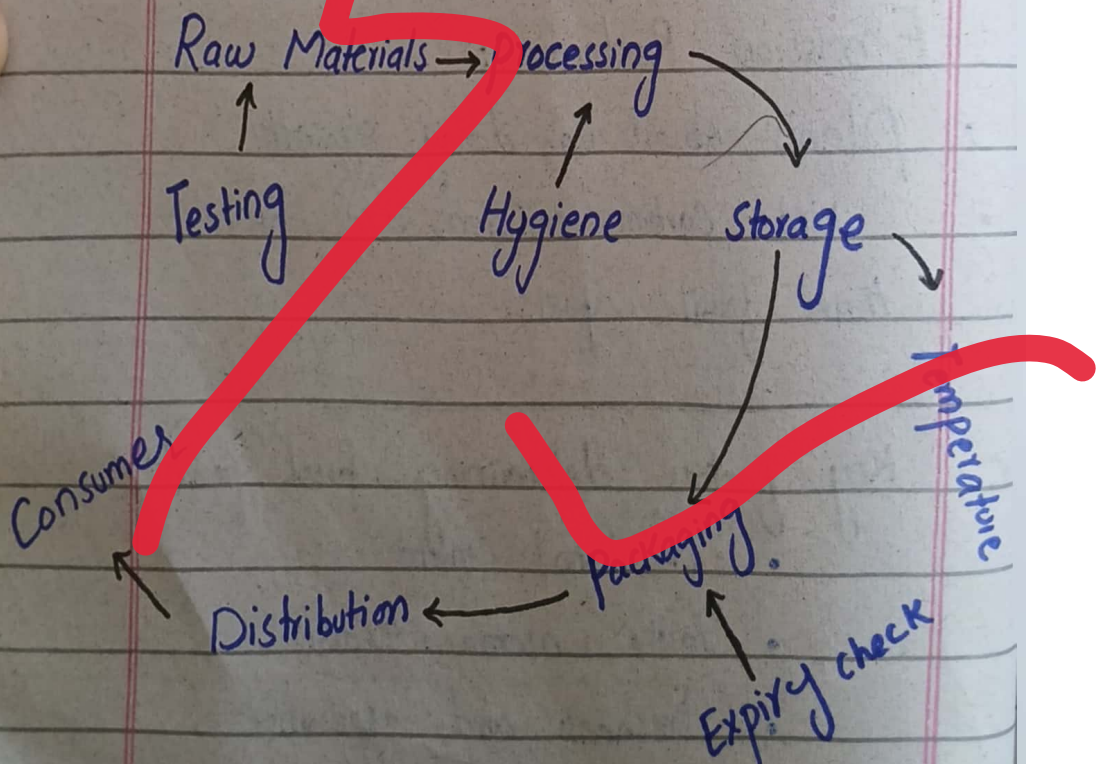 Raw Materials → Processing
Testing Hygiene Storage
Temperature
Consumer
Packaging.
Distribution
Expiry check